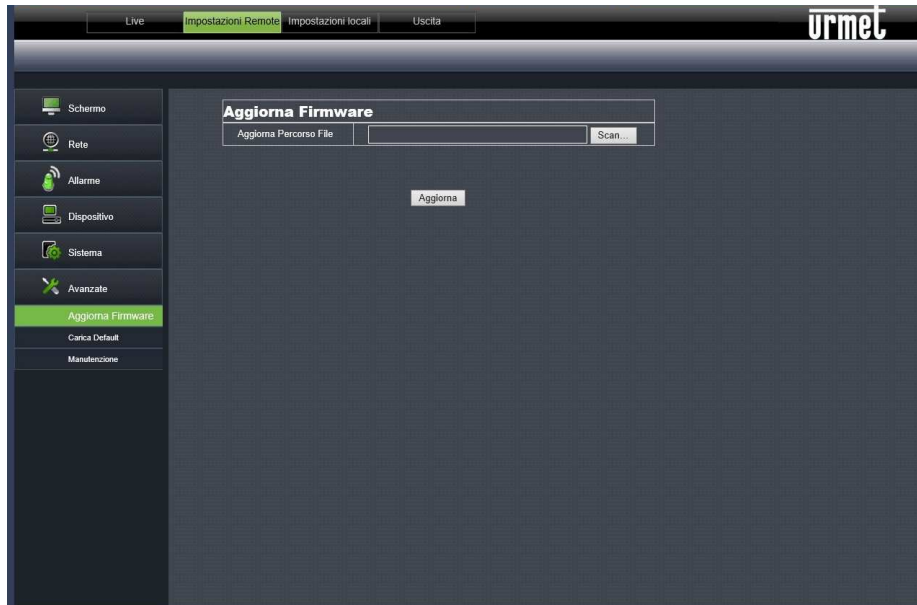 Live Impostazioni Remote Impostazioni locali Uscita
urmet
Schermo
Rete
Allarme
Dispositivo
Sistema
Avanzate
Aggiorna Firmware
Carica Default
Manutenzione
Aggiorna Firmware
Aggiorna Percorso File Scan...
Aggiorna